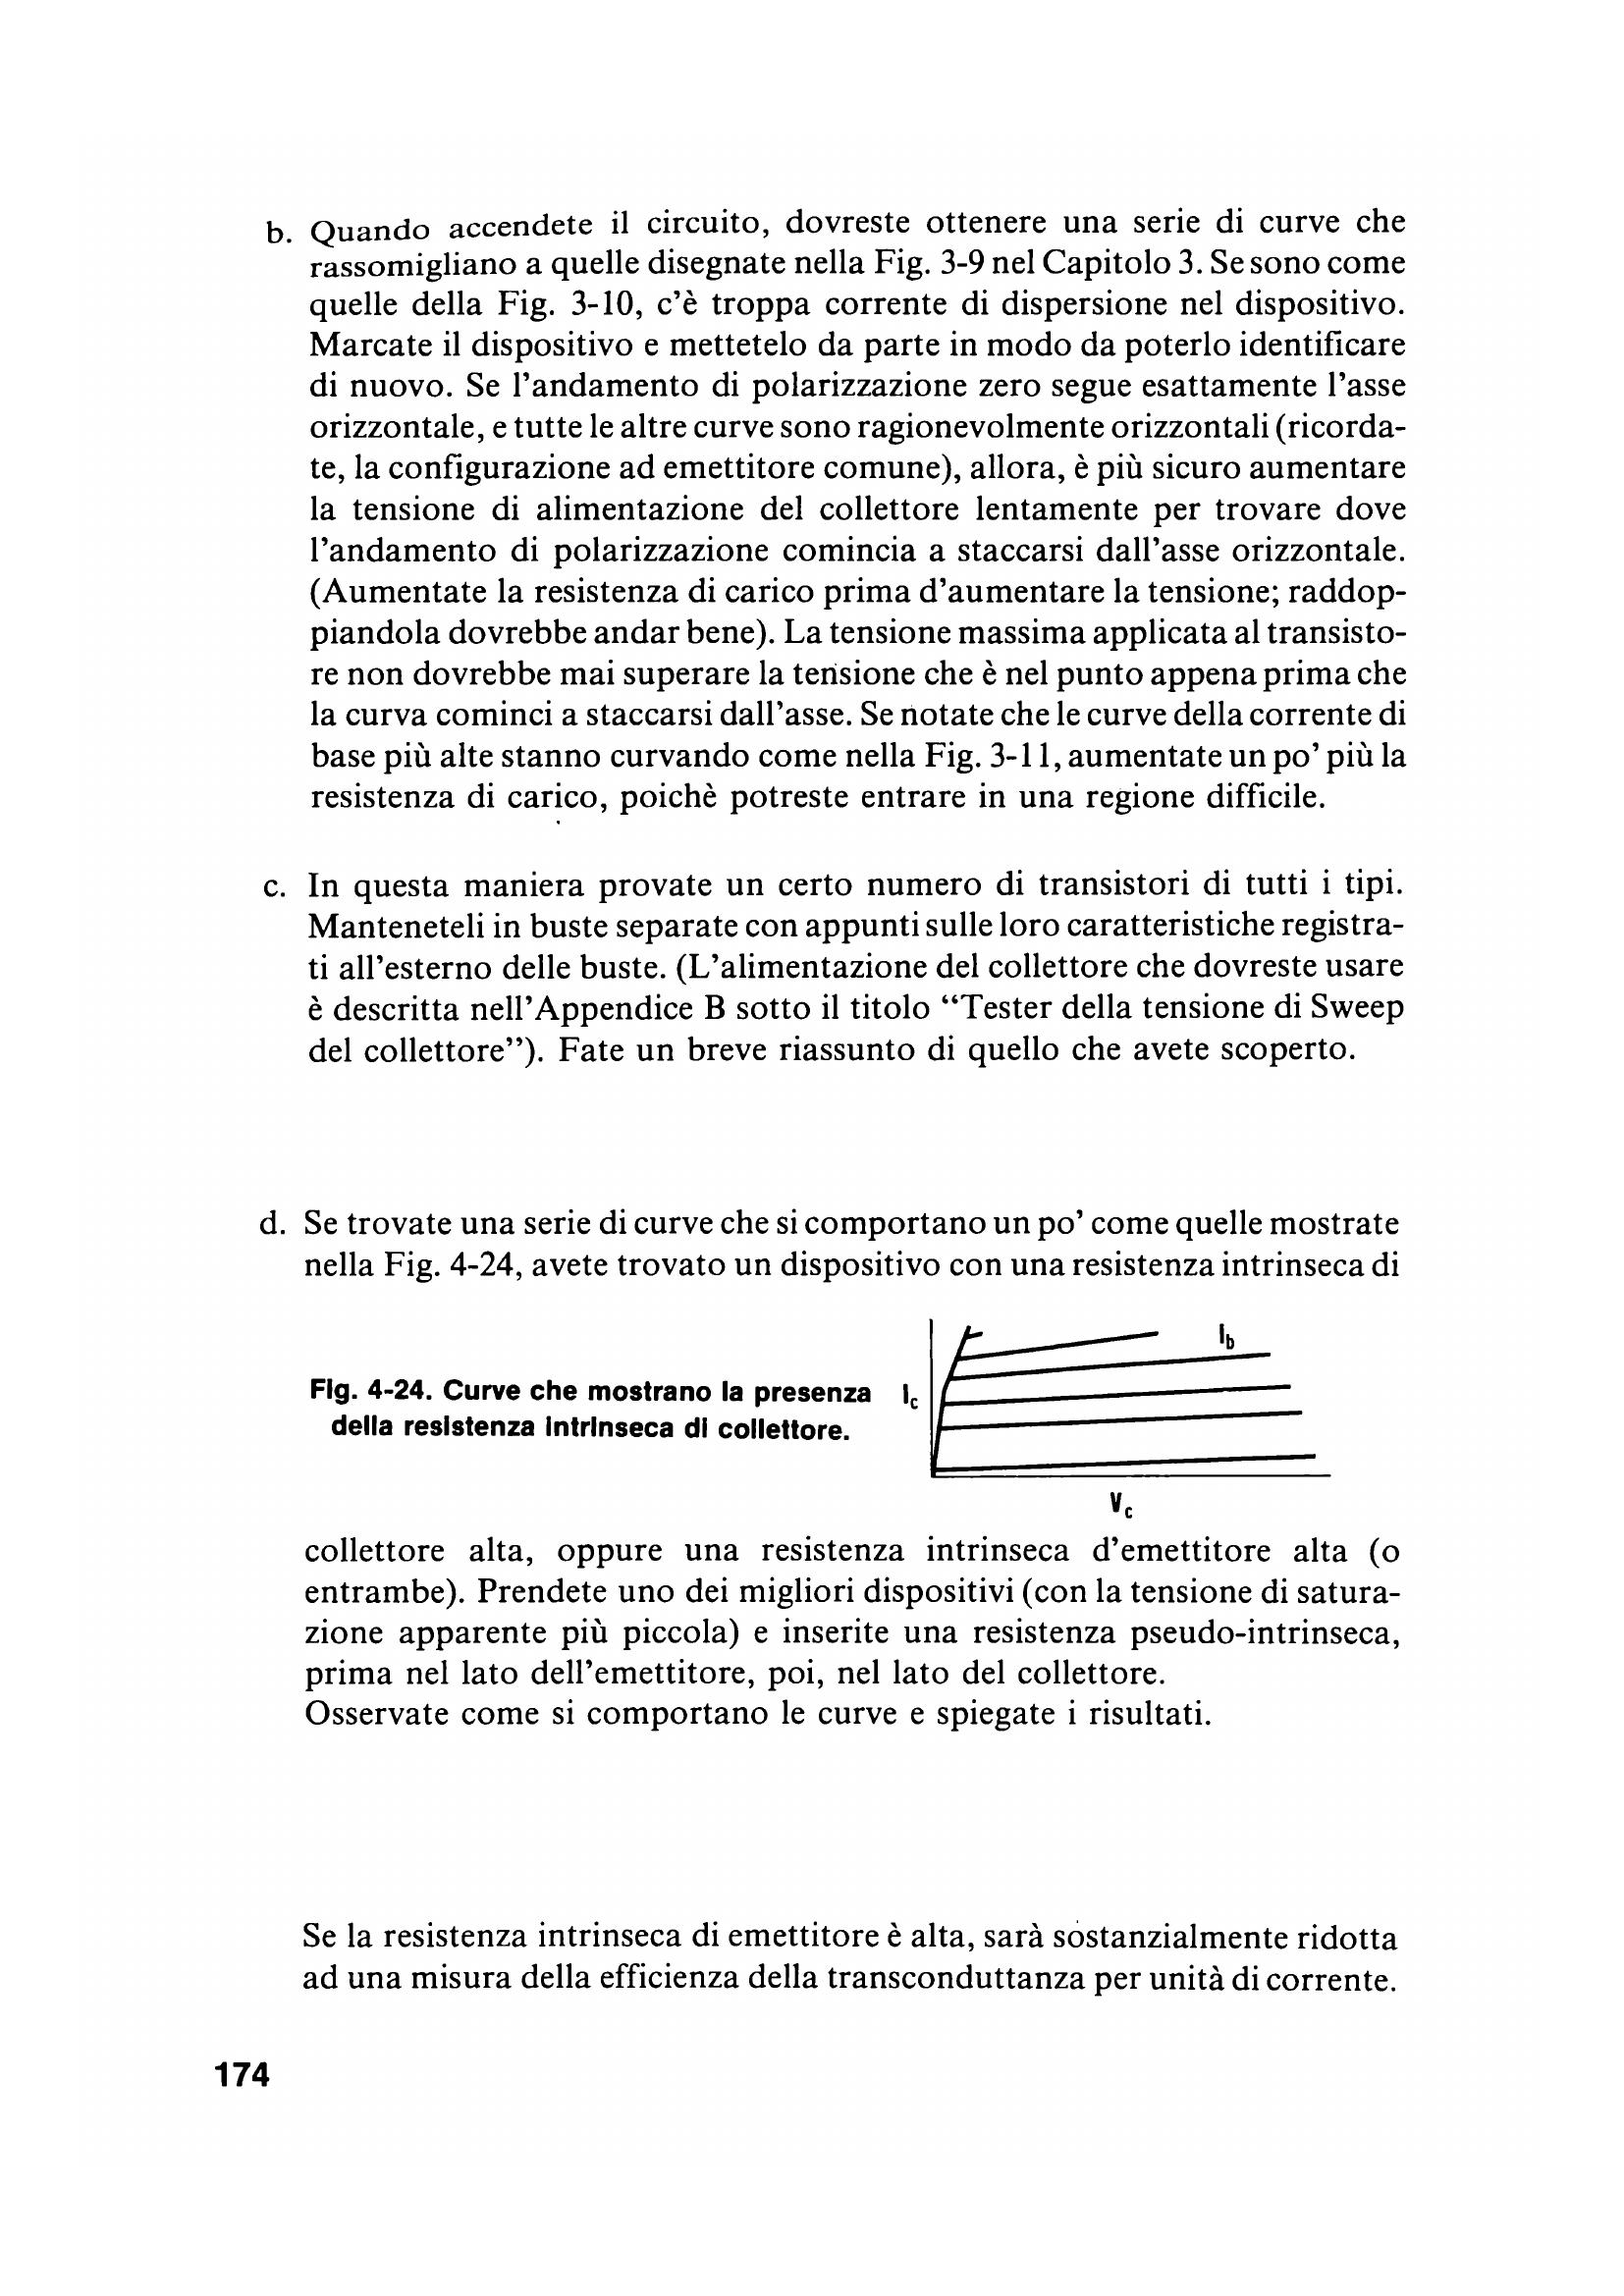 b. Quando accendete il circuito, dovreste ottenere una serie di curve che
rassomigliano a quelle disegnate nella Fig. 3-9 nel Capitolo 3. Se sono come
quelle della Fig. 3-10, c'è troppa corrente di dispersione nel dispositivo.
Marcate il dispositivo e mettetelo da parte in modo da poterlo identificare
di nuovo. Se l'andamento di polarizzazione zero segue esattamente l'asse
orizzontale, e tutte le altre curve sono ragionevolmente orizzontali (ricorda-
te, la configurazione ad emettitore comune), allora, è più sicuro aumentare
la tensione di alimentazione del collettore lentamente per trovare dove
l'andamento di polarizzazione comincia a staccarsi dall'asse orizzontale.
(Aumentate la resistenza di carico prima d'aumentare la tensione; raddop-
piandola dovrebbe andar bene). La tensione massima applicata al transisto-
re non dovrebbe mai superare la tensione che è nel punto appena prima che
la curva cominci a staccarsi dall'asse. Se notate che le curve della corrente di
base più alte stanno curvando come nella Fig. 3-11, aumentate un po' più la
resistenza di carico, poichè potreste entrare in una regione difficile.
c. In questa maniera provate un certo numero di transistori di tutti i tipi.
Manteneteli in buste separate con appunti sulle loro caratteristiche registra-
ti all'esterno delle buste. (L'alimentazione del collettore che dovreste usare
è descritta nell'Appendice B sotto il titolo “Tester della tensione di Sweep
del collettore”). Fate un breve riassunto di quello che avete scoperto.
d. Se trovate una serie di curve che si comportano un po' come quelle mostrate
nella Fig. 4-24, avete trovato un dispositivo con una resistenza intrinseca di
Fig. 4-24. Curve che mostrano la presenza
della resistenza intrinseca di collettore.
Ic
Ib
Vc
collettore alta, oppure una resistenza intrinseca d'emettitore alta (o
entrambe). Prendete uno dei migliori dispositivi (con la tensione di satura-
zione apparente più piccola) e inserite una resistenza pseudo-intrinseca,
prima nel lato dell'emettitore, poi, nel lato del collettore.
Osservate come si comportano le curve e spiegate i risultati.
Se la resistenza intrinseca di emettitore è alta, sarà sostanzialmente ridotta
ad una misura della efficienza della transconduttanza per unità di corrente.
174